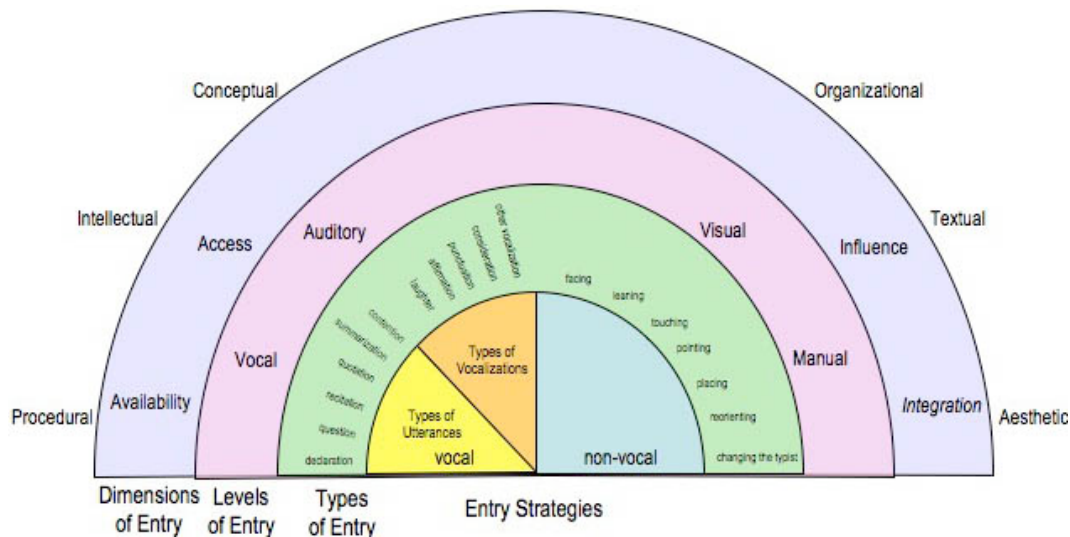 Conceptual
Organizational
Intellectual
Textual
Access
Auditory
Visual
Influence
other vocalization
consideration
punctuation
affirmation
laughter
contention
summarization
quotation
recitation
question
declaration
facing
leaning
touching
pointing
placing
reorienting
changing the typist
Vocal
Manual
Types of
Vocalizations
Types of
Utterances
vocal
non-vocal
Procedural
Availability
Integration
Aesthetic
Dimensions
of Entry
Levels
of Entry
Types
of Entry
Entry Strategies